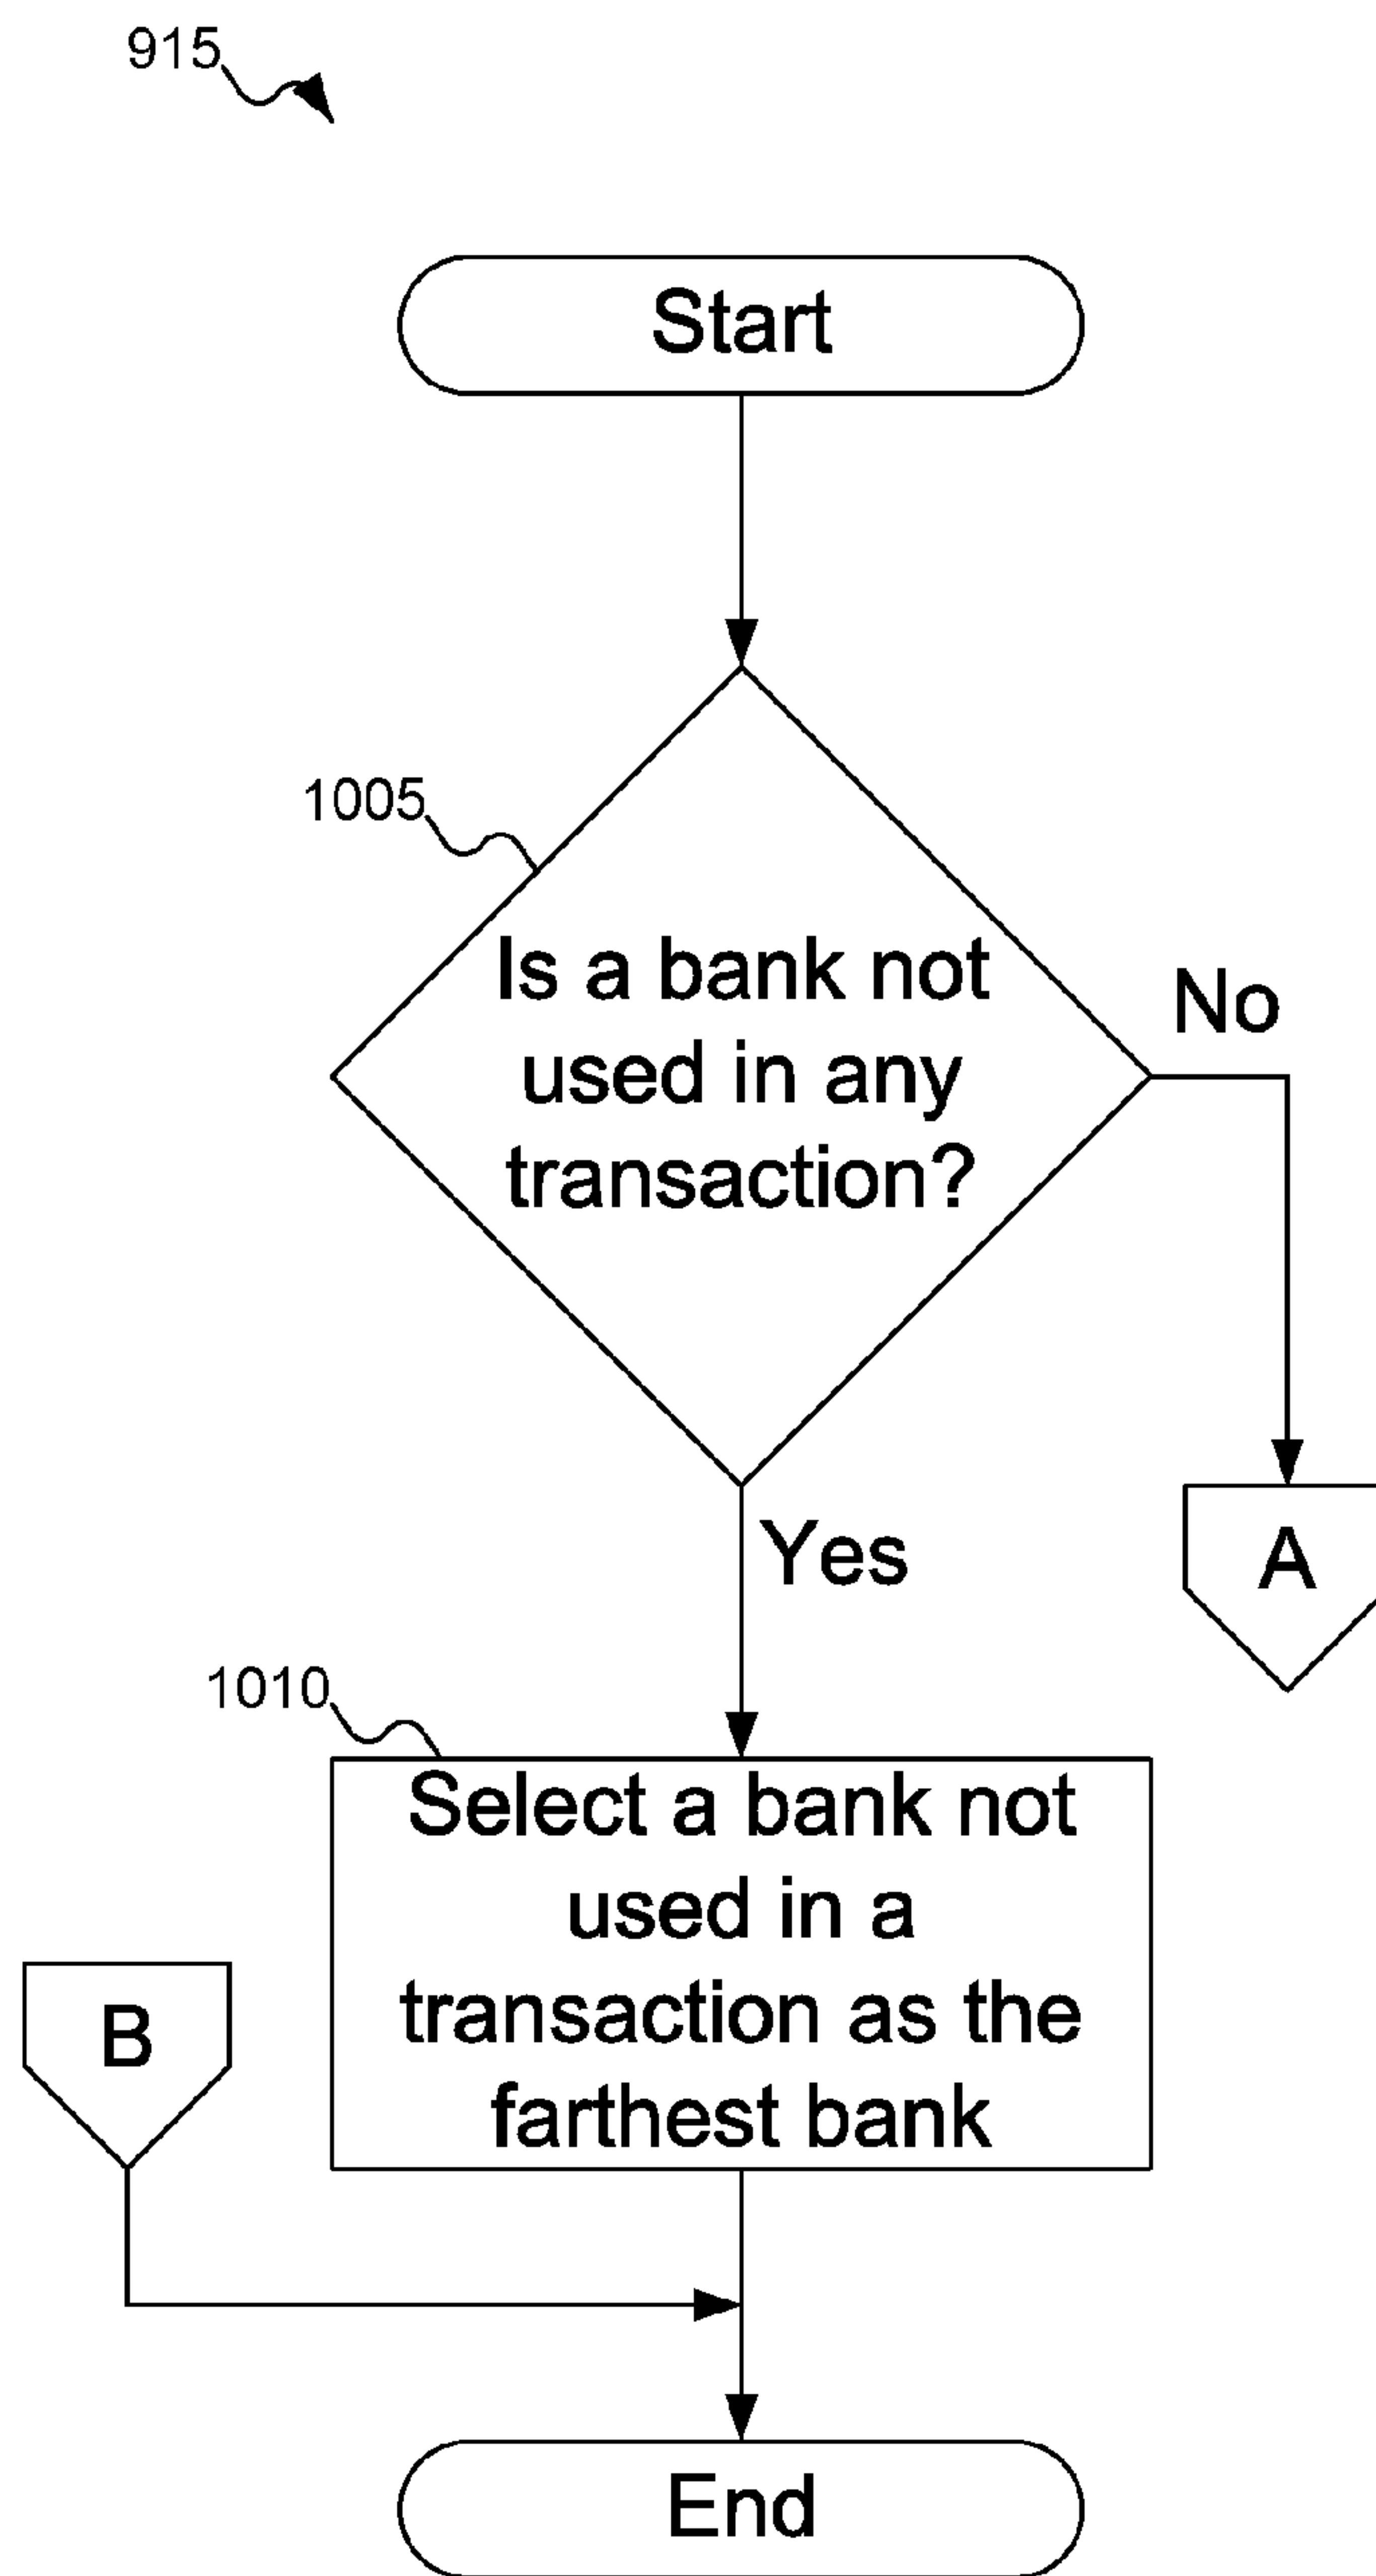 915
Start
1005
Is a bank not
used in any
transaction?
No
Yes
A
1010
Select a bank not
used in a
transaction as the
farthest bank
B
End